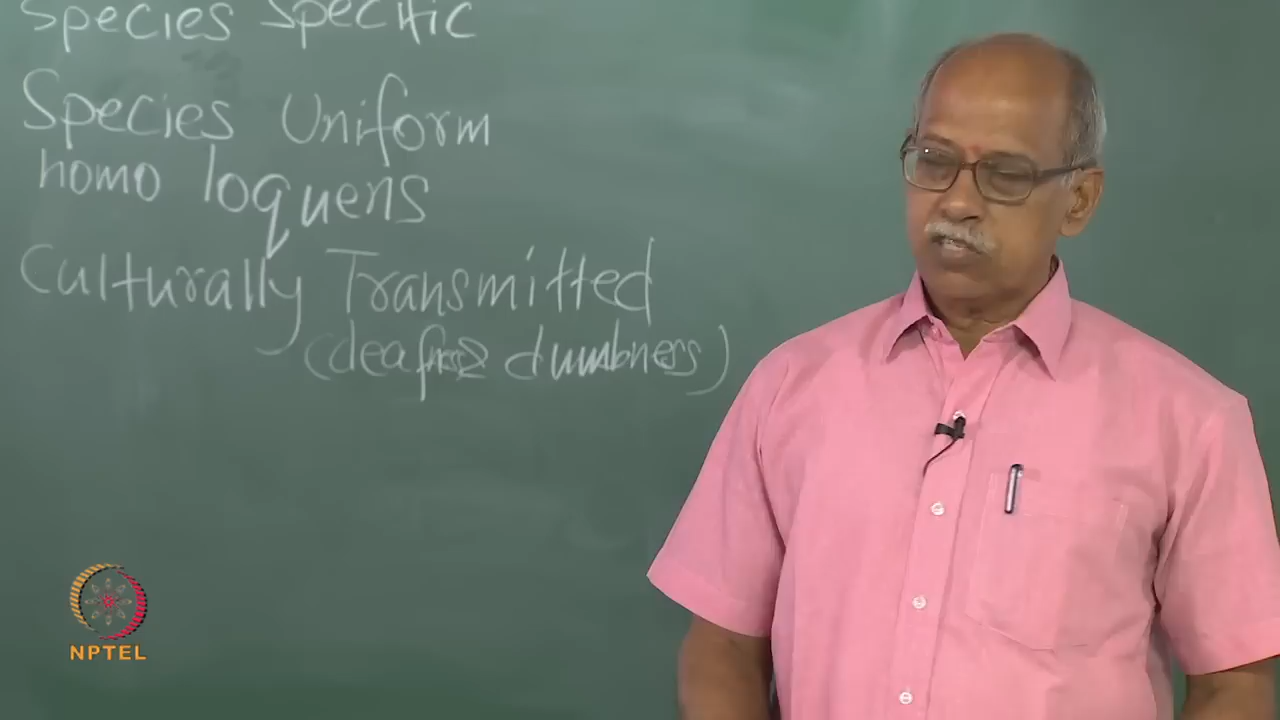 Species Specific
Species Uniform
homo loquens
Culturally Transmitted
(deafness dumbness)
NPTEL